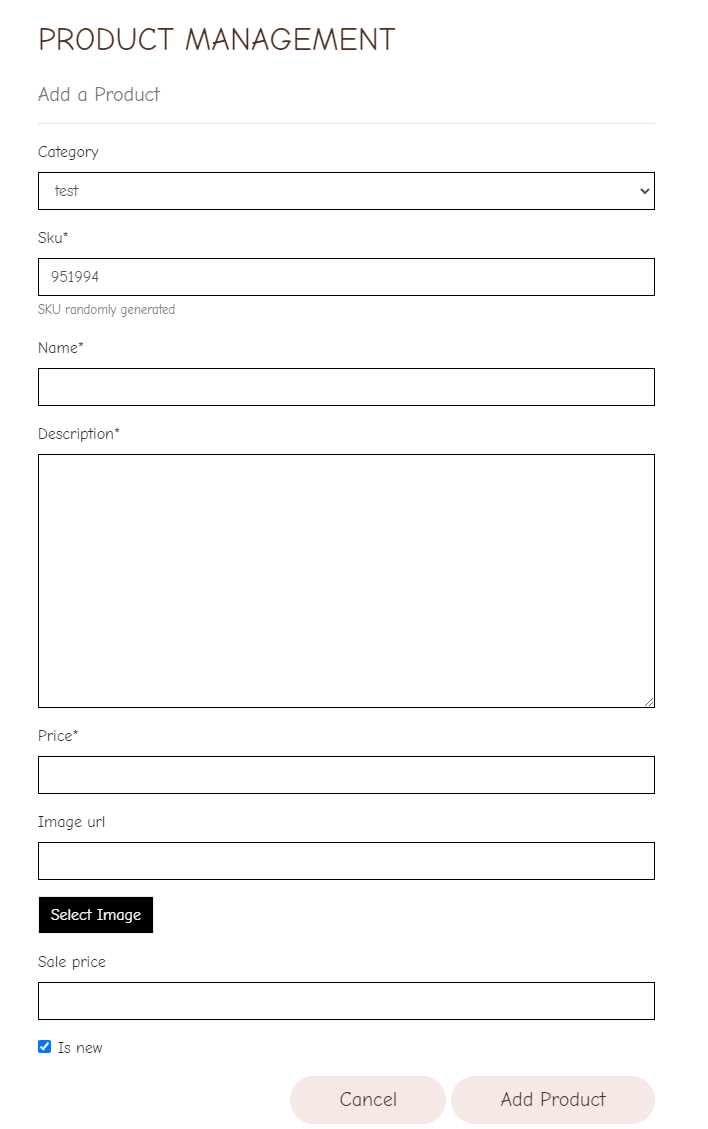 PRODUCT MANAGEMENT
Add a Product
Category
test
Sku*
951994
SKU randomly generated
Name*
Description*
Price*
Image url
Select Image
Sale price
Is new
Cancel Add Product